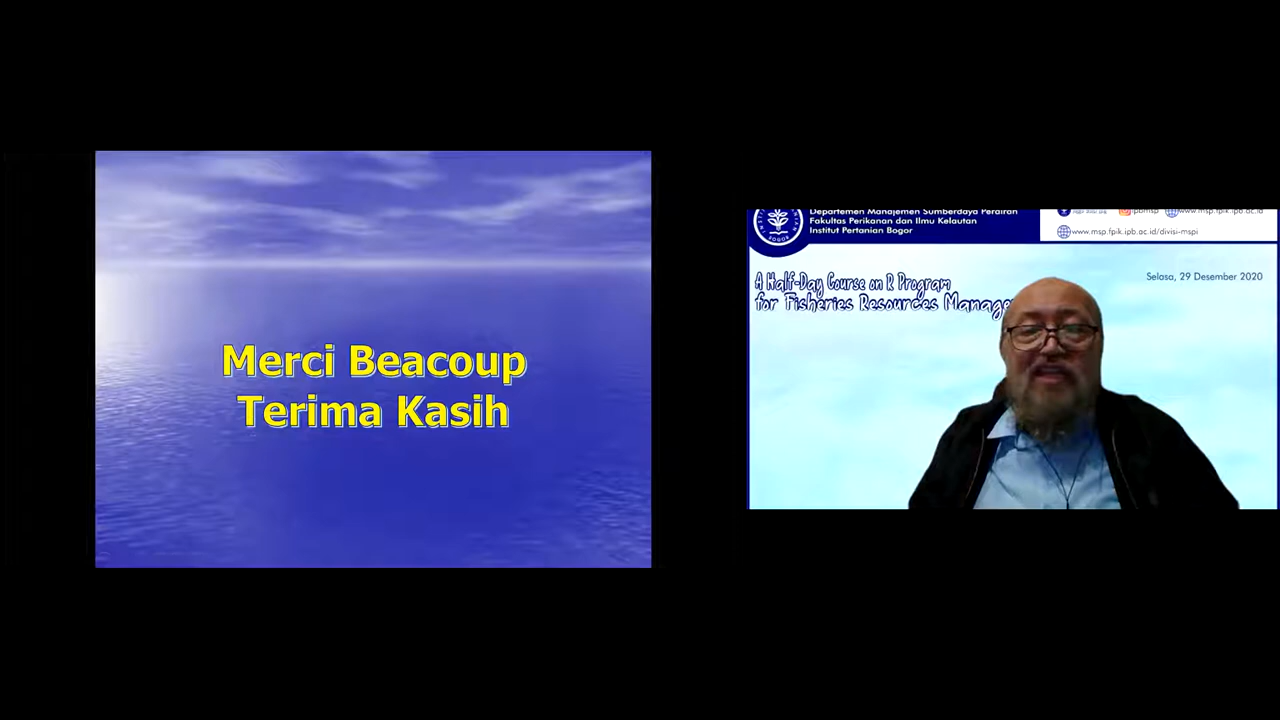 Merci Beacoup
Terima Kasih
Departemen Manajemen Sumberdaya Perairan
Fakultas Perikanan dan Ilmu Kelautan
Institut Pertanian Bogor
www.msp.fpik.ipb.ac.id
www.msp.fpik.ipb.ac.id/divisi-mspi
Selasa, 29 Desember 2020
A Half-Day Course on R Program
for Fisheries Resources Manage